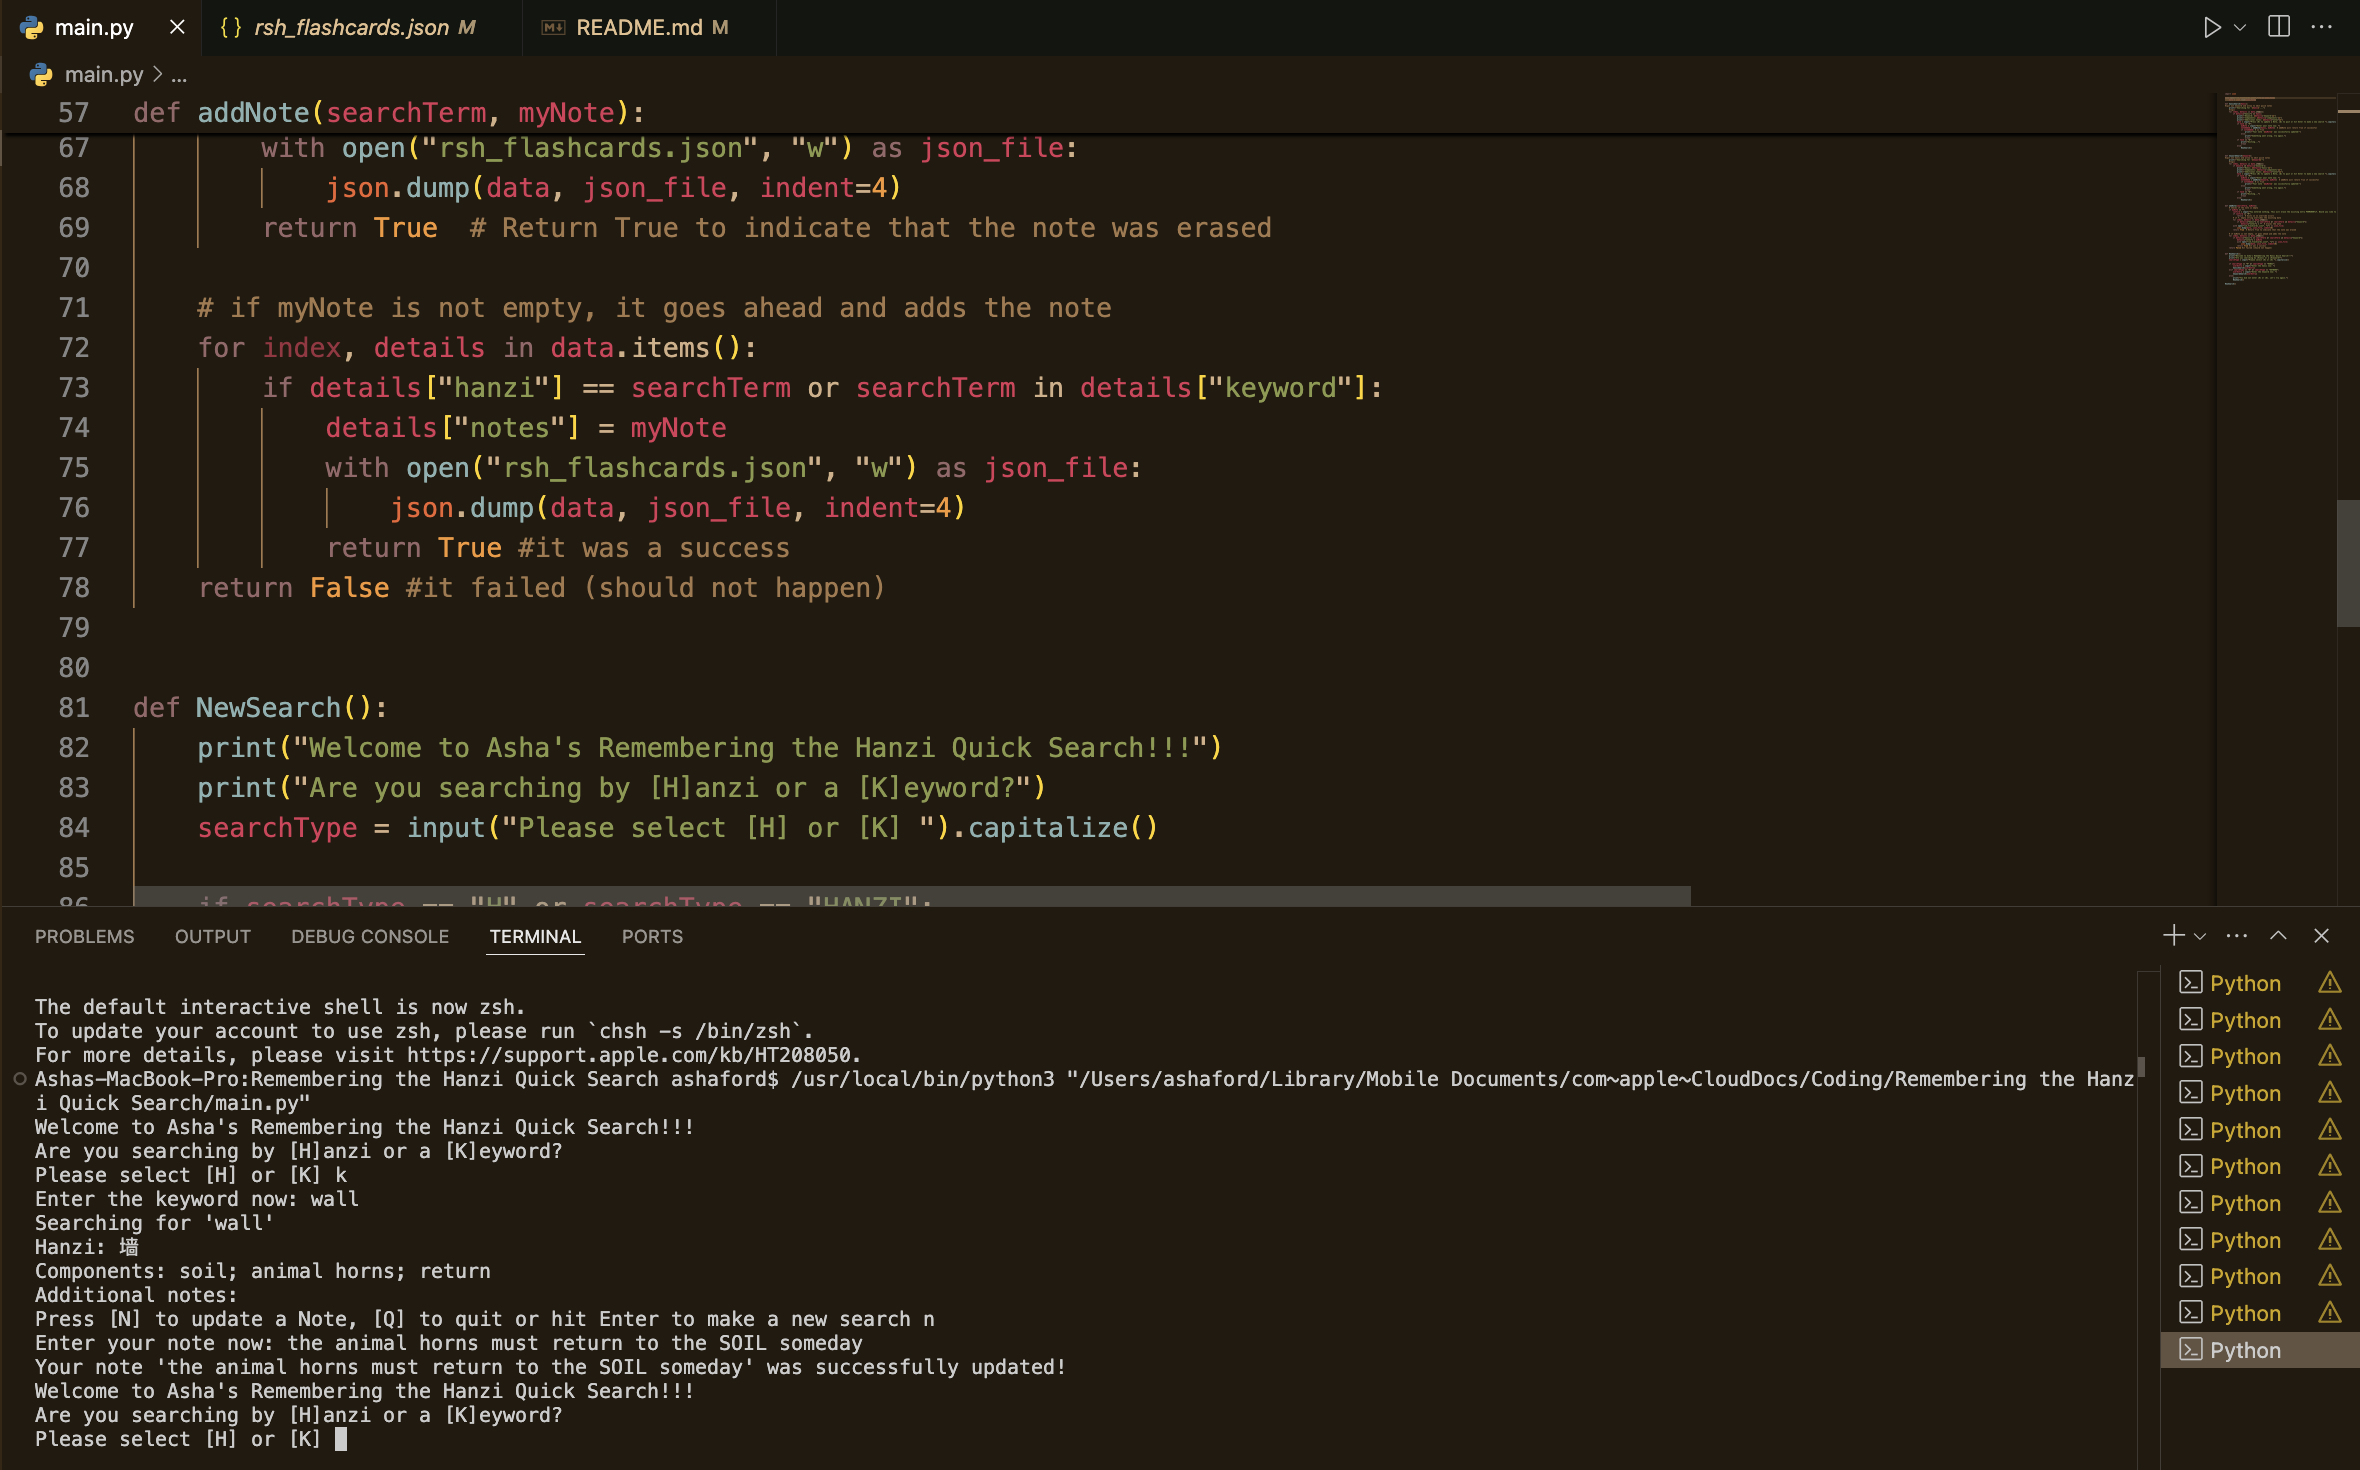 main.py
rsh_flashcards.json M
README.md M
main.py > ...
57 def addNote(searchTerm, myNote):
67 with open("rsh_flashcards.json", "w") as json_file:
68 json.dump(data, json_file, indent=4)
69 return True  # Return True to indicate that the note was erased
70
71 # if myNote is not empty, it goes ahead and adds the note
72 for index, details in data.items():
73 if details["hanzi"] == searchTerm or searchTerm in details["keyword"]:
74 details["notes"] = myNote
75 with open("rsh_flashcards.json", "w") as json_file:
76 json.dump(data, json_file, indent=4)
77 return True #it was a success
78 return False #it failed (should not happen)
79
80
81 def NewSearch():
82 print("Welcome to Asha's Remembering the Hanzi Quick Search!!!")
83 print("Are you searching by [H]anzi or a [K]eyword?")
84 searchType = input("Please select [H] or [K] ").capitalize()
85
86 if searchType == "H" or searchType == "HANZI":
PROBLEMS OUTPUT DEBUG CONSOLE TERMINAL PORTS
The default interactive shell is now zsh.
To update your account to use zsh, please run `chsh -s /bin/zsh`.
For more details, please visit https://support.apple.com/kb/HT208050.
Ashas-MacBook-Pro:Remembering the Hanzi Quick Search ashaford$ /usr/local/bin/python3 "/Users/ashaford/Library/Mobile Documents/com~apple~CloudDocs/Coding/Remembering the Hanz
i Quick Search/main.py"
Welcome to Asha's Remembering the Hanzi Quick Search!!!
Are you searching by [H]anzi or a [K]eyword?
Please select [H] or [K] k
Enter the keyword now: wall
Searching for 'wall'
Hanzi: 墙
Components: soil; animal horns; return
Additional notes:
Press [N] to update a Note, [Q] to quit or hit Enter to make a new search n
Enter your note now: the animal horns must return to the SOIL someday
Your note 'the animal horns must return to the SOIL someday' was successfully updated!
Welcome to Asha's Remembering the Hanzi Quick Search!!!
Are you searching by [H]anzi or a [K]eyword?
Please select [H] or [K]
Python
Python
Python
Python
Python
Python
Python
Python
Python
Python
Python